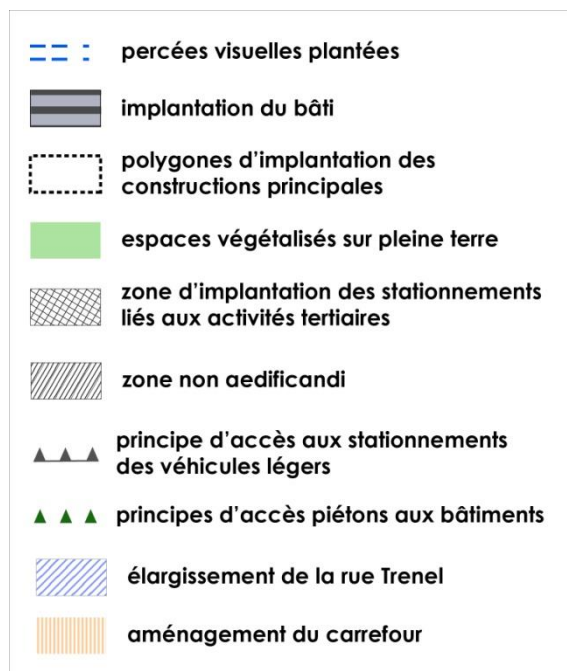 percées visuelles plantées
implantation du bâti
polygones d'implantation des
constructions principales
espaces végétalisés sur pleine terre
zone d'implantation des stationnements
liés aux activités tertiaires
zone non aedificandi
principe d'accès aux stationnements
des véhicules légers
principes d'accès piétons aux bâtiments
élargissement de la rue Trenel
aménagement du carrefour